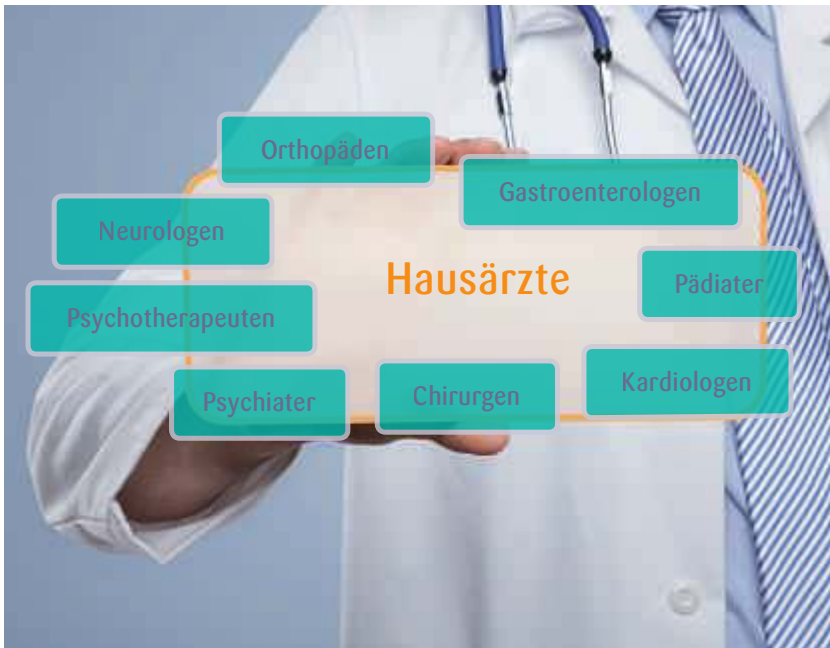 Orthopäden
Gastroenterologen
Neurologen
Hausärzte
Pädiater
Psychotherapeuten
Kardiologen
Psychiater
Chirurgen